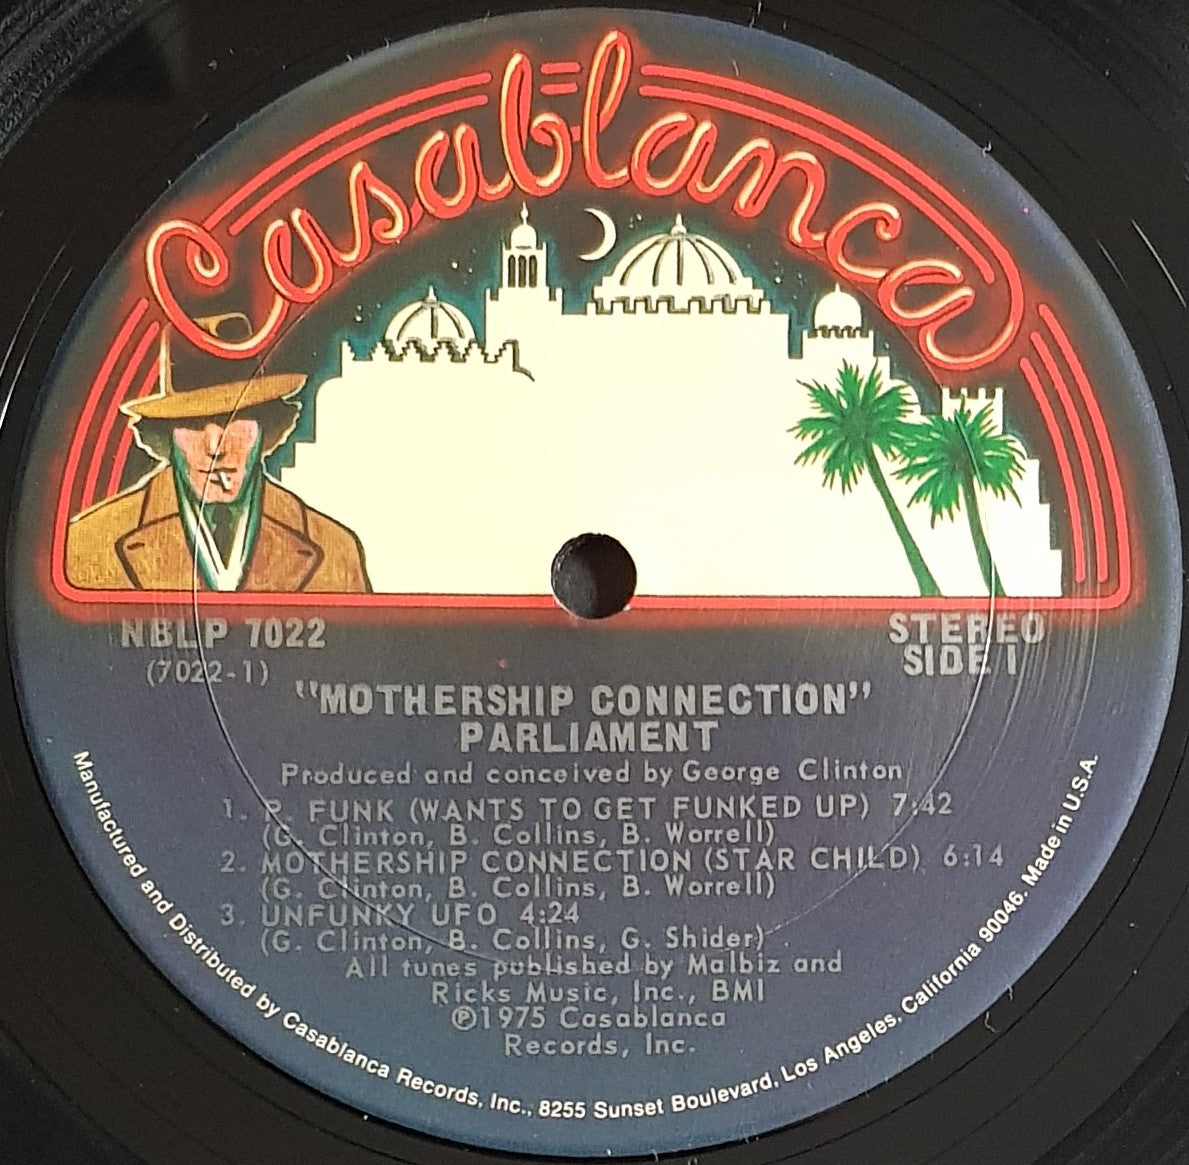 Casablanca
NBLP 7022
(7022-1)
STEREO
SIDE 1
"MOTHERSHIP CONNECTION"
PARLIAMENT
Produced and conceived by George Clinton
1. P. FUNK (WANTS TO GET FUNKED UP) 7:42
(G. Clinton, B. Collins, B. Worrell)
2. MOTHERSHIP CONNECTION (STAR CHILD) 6:14
(G. Clinton, B. Collins, B. Worrell)
3. UNFUNKY UFO 4:24
(G. Clinton, B. Collins, G. Shider)
All tunes published by Malbiz and
Ricks Music, Inc., BMI
℗1975 Casablanca
Records, Inc.
Manufactured and Distributed by Casablanca Records, Inc., 8255 Sunset Boulevard, Los Angeles, California 90046. Made in U.S.A.